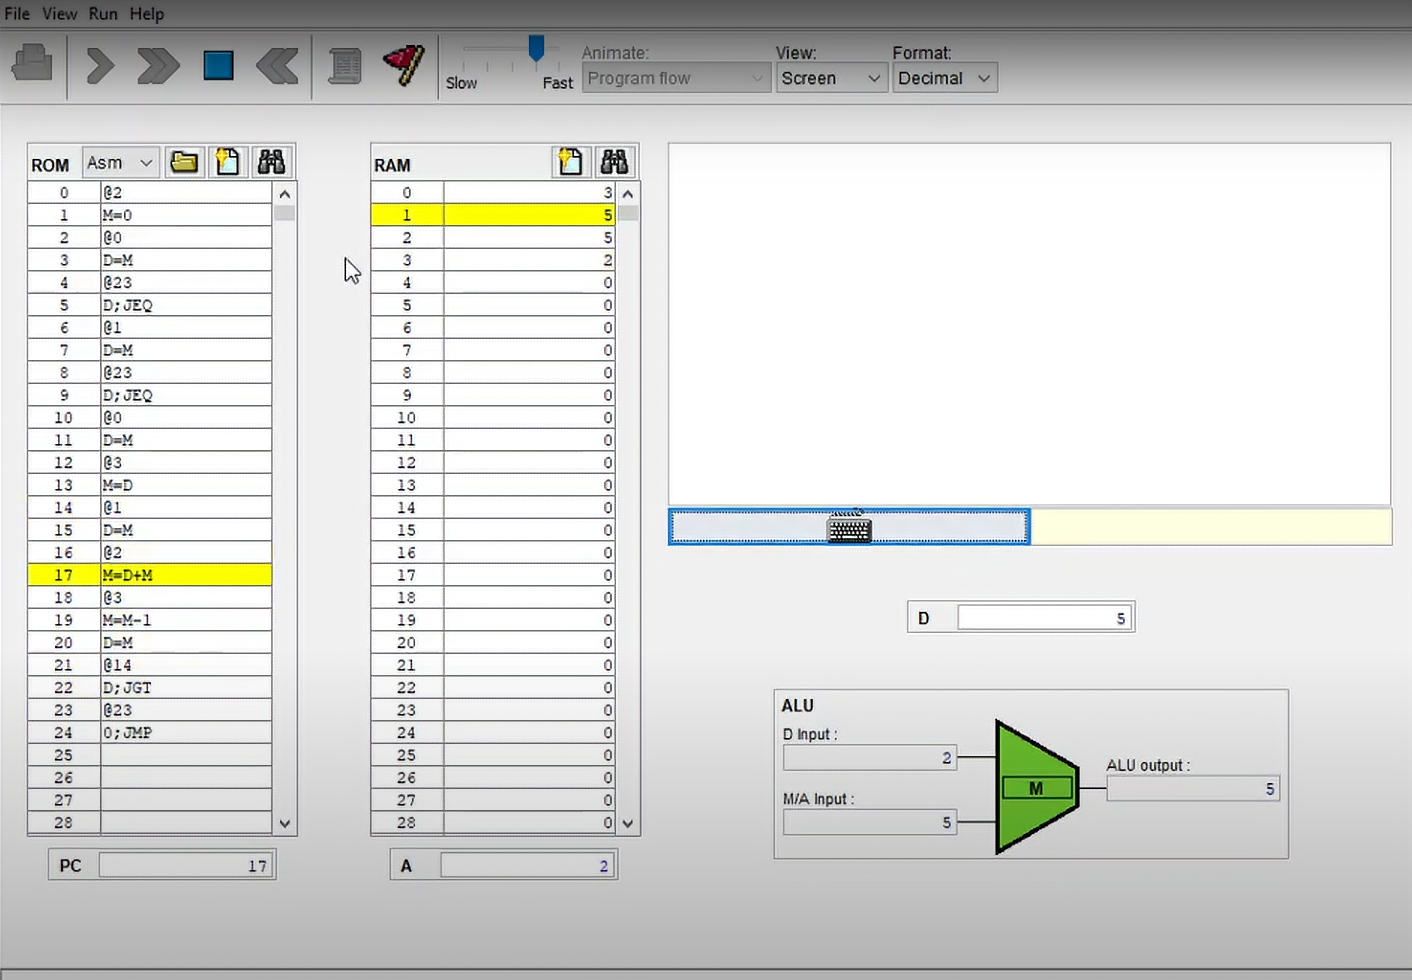 File View Run Help
Animate: View: Format:
Slow Fast Program flow Screen Decimal
ROM Asm
0 @2
1 M=0
2 @0
3 D=M
4 @23
5 D;JEQ
6 @1
7 D=M
8 @23
9 D;JEQ
10 @0
11 D=M
12 @3
13 M=D
14 @1
15 D=M
16 @2
17 M=D+M
18 @3
19 M=M-1
20 D=M
21 @14
22 D;JGT
23 @23
24 0;JMP
25
26
27
28
PC 17
RAM
0 3
1 5
2 5
3 2
4 0
5 0
6 0
7 0
8 0
9 0
10 0
11 0
12 0
13 0
14 0
15 0
16 0
17 0
18 0
19 0
20 0
21 0
22 0
23 0
24 0
25 0
26 0
27 0
28 0
A 2
D 5
ALU
D Input :
2
M/A Input :
5
M
ALU output :
5